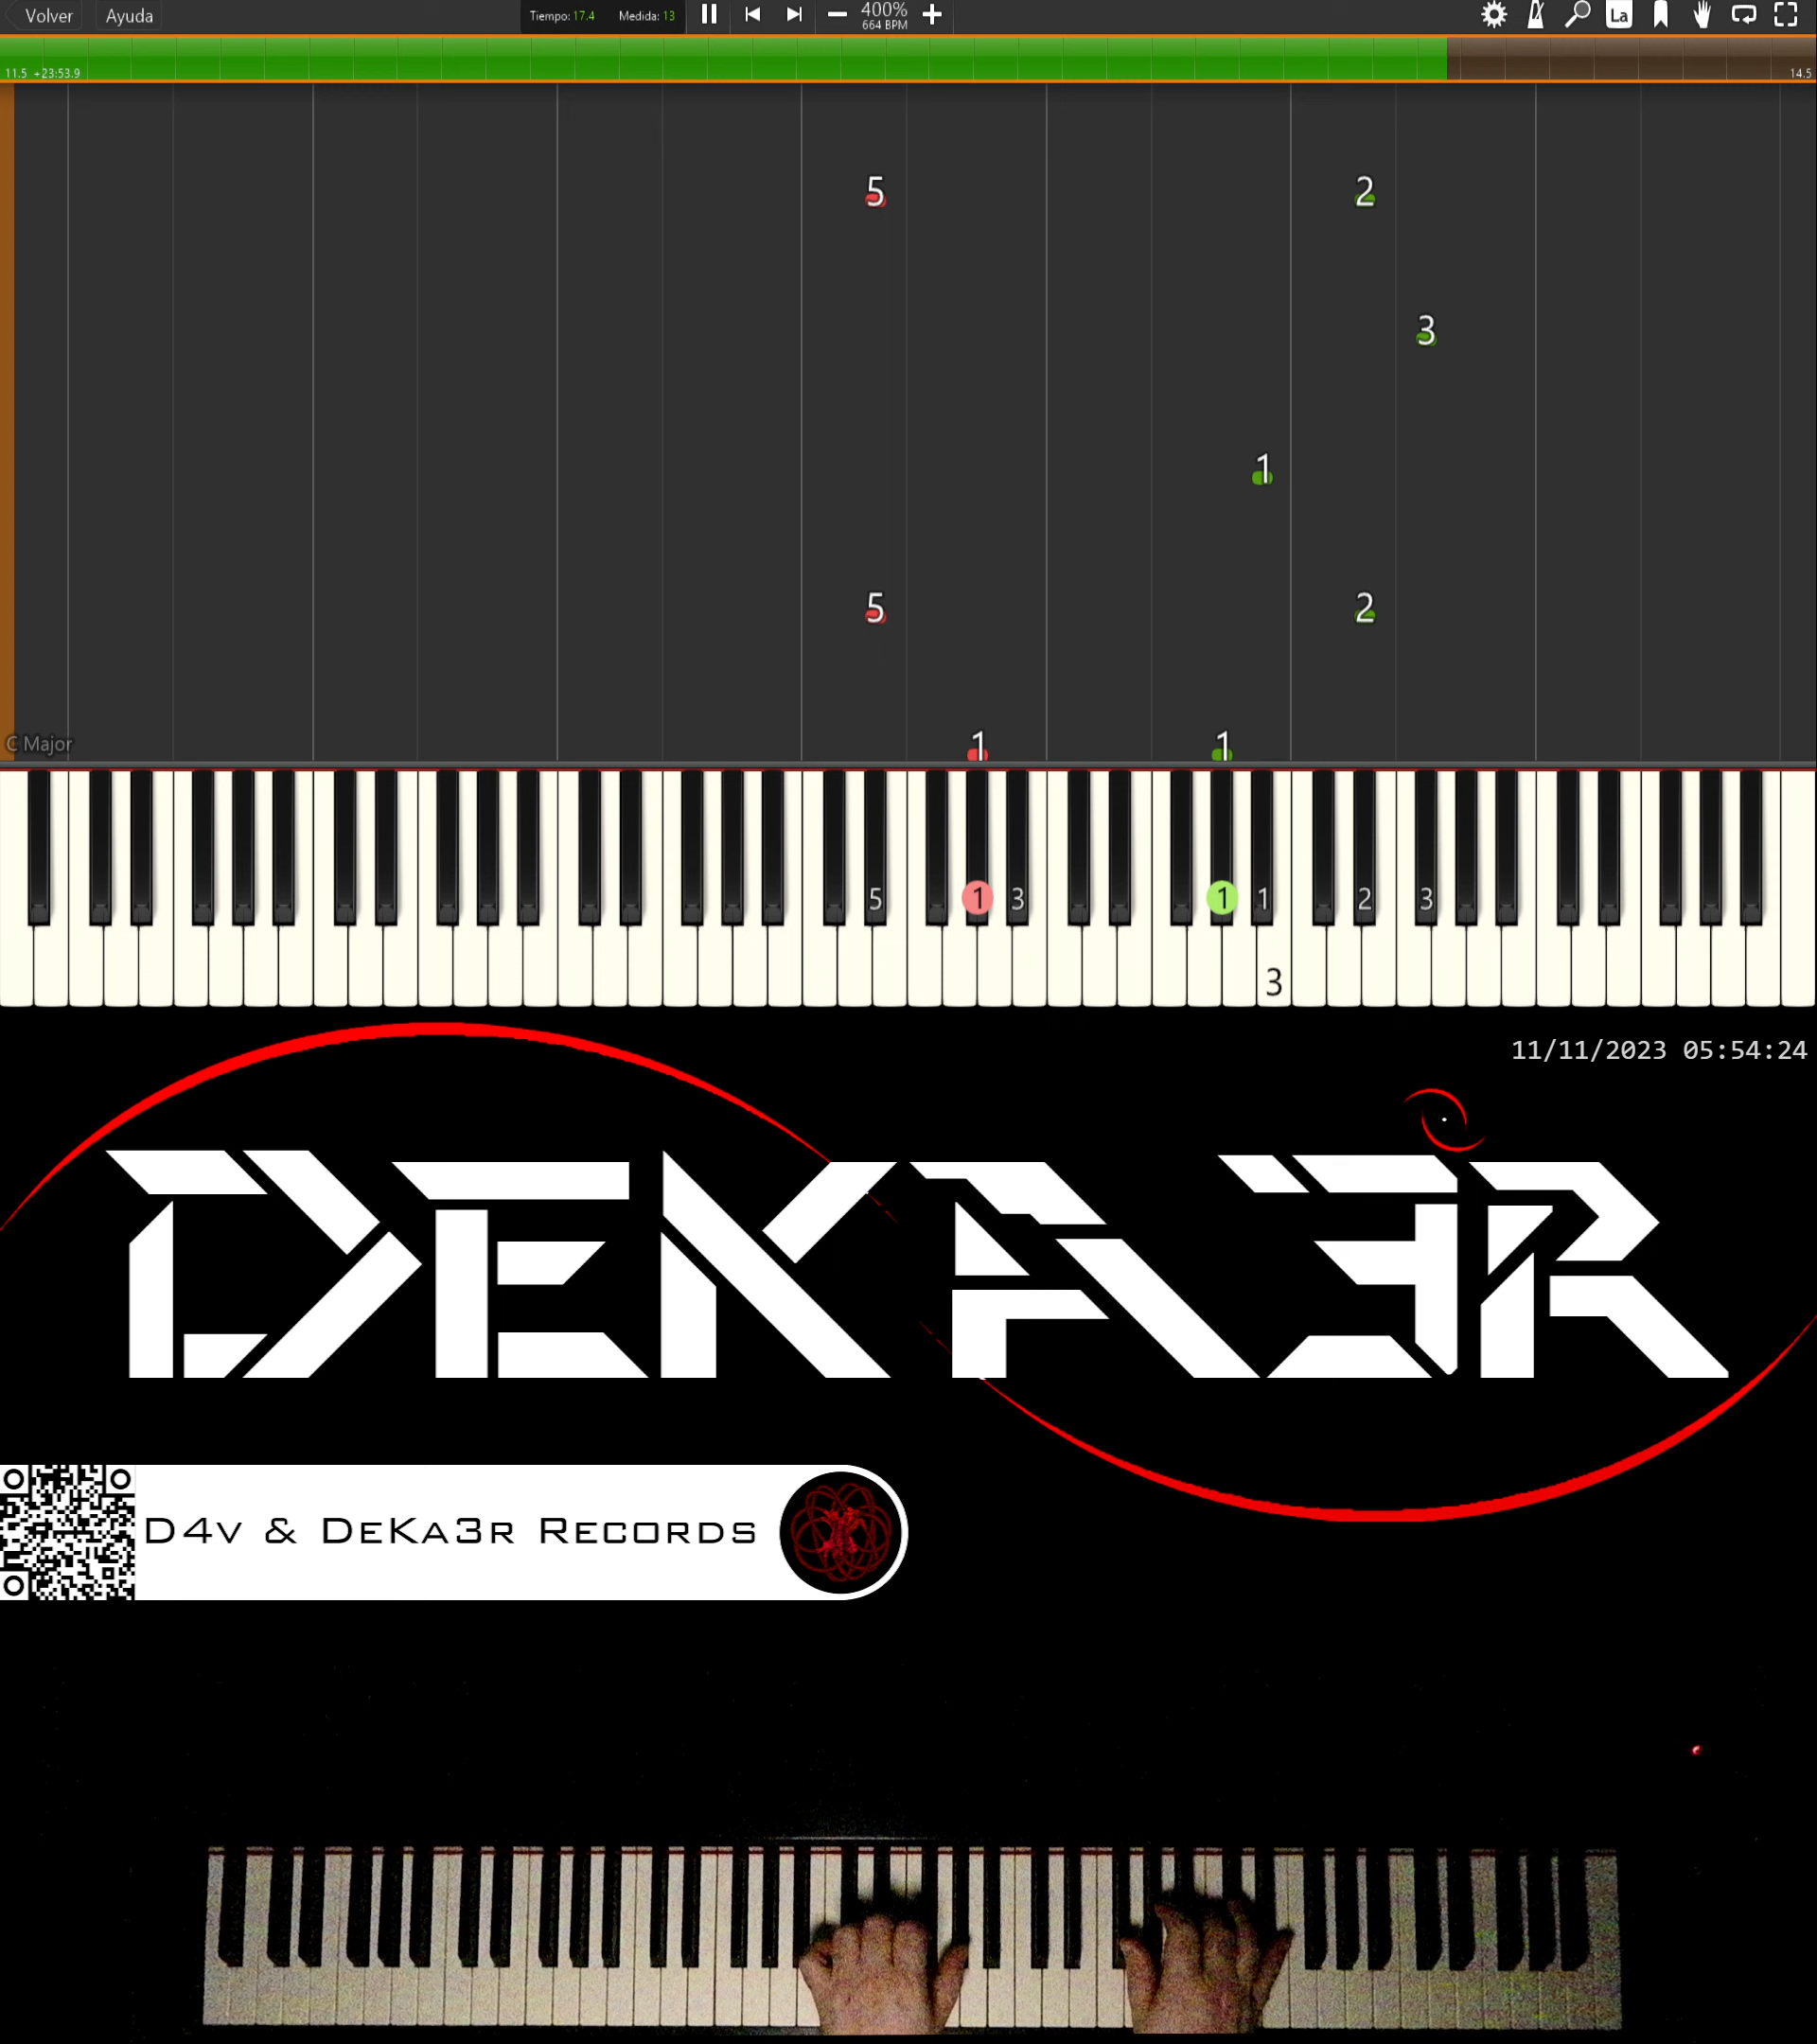 Volver Ayuda Tiempo: 17.4 Medida: 13 400% La
664 BPM
11.5 +23:53.9 14.5
5 2
3
1
5 2
C Major 1 1
5 1 3 1 1 2 3
3
11/11/2023 05:54:24
DEKA3R
D4v & DeKa3r Records